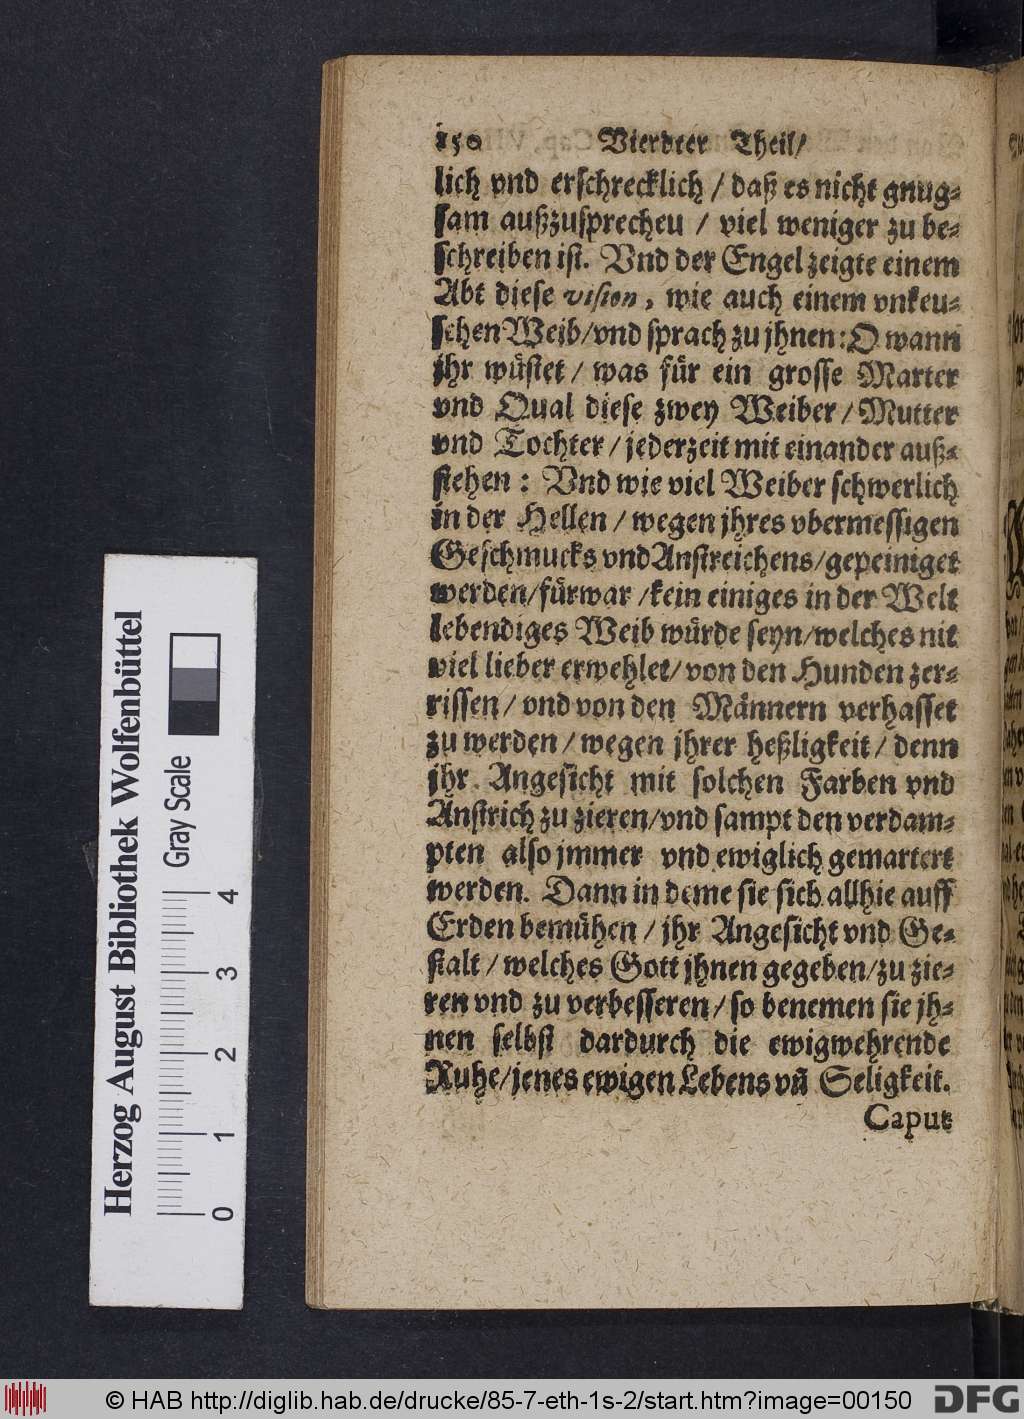 150 Vierdter Theil/
lich vnd erschrecklich / daß es nicht gnug-
sam außzusprecheu / viel weniger zu be-
schreiben ist. Vnd der Engel zeigte einem
Abt diese vision, wie auch einem vnkeu-
schen Weib/vnd sprach zu jhnen: O wann
jhr wüstet / was für ein grosse Marter
vnd Qual diese zwey Weiber / Mutter
vnd Tochter / jederzeit mit einander auß-
stehen : Vnd wie viel Weiber schwerlich
in der Hellen / wegen jhres vbermessigen
Geschmucks vnd Anstreichens/gepeiniget
werden/fürwar /kein einiges in der Welt
lebendiges Weib würde seyn/welches nit
viel lieber erwehlet/ von den Hunden zer-
rissen / vnd von den Männern verhasset
zu werden / wegen jhrer heßligkeit / denn
jhr Angesicht mit solchen Farben vnd
Anstrich zu zieren/vnd sampt den verdam-
pten also jmmer vnd ewiglich gemartert
werden. Dann in deme sie sich allhie auff
Erden bemühen / jhr Angesicht vnd Ge-
stalt / welches Gott jhnen gegeben/zu zie-
ren vnd zu verbesseren / so benemen sie jh-
nen selbst dardurch die ewigwehrende
Ruhe/jenes ewigen Lebens vñ Seligkeit.
Caput
Herzog August Bibliothek Wolfenbüttel
Gray Scale
0 1 2 3 4
© HAB http://diglib.hab.de/drucke/85-7-eth-1s-2/start.htm?image=00150
DFG